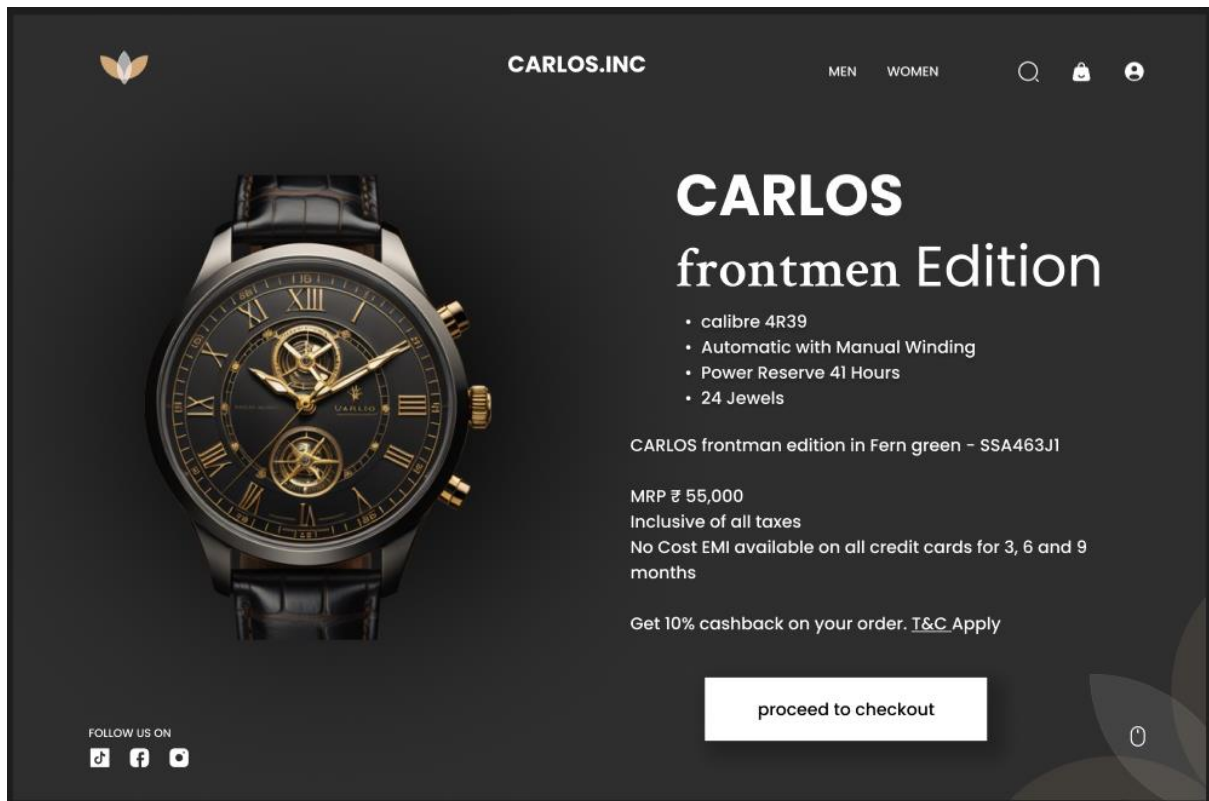 CARLOS.INC
MEN
WOMEN
CARLOS
frontmen Edition
• calibre 4R39
• Automatic with Manual Winding
• Power Reserve 41 Hours
• 24 Jewels
CARLOS frontman edition in Fern green - SSA463J1
MRP ₹ 55,000
Inclusive of all taxes
No Cost EMI available on all credit cards for 3, 6 and 9
months
Get 10% cashback on your order. T&C Apply
proceed to checkout
FOLLOW US ON